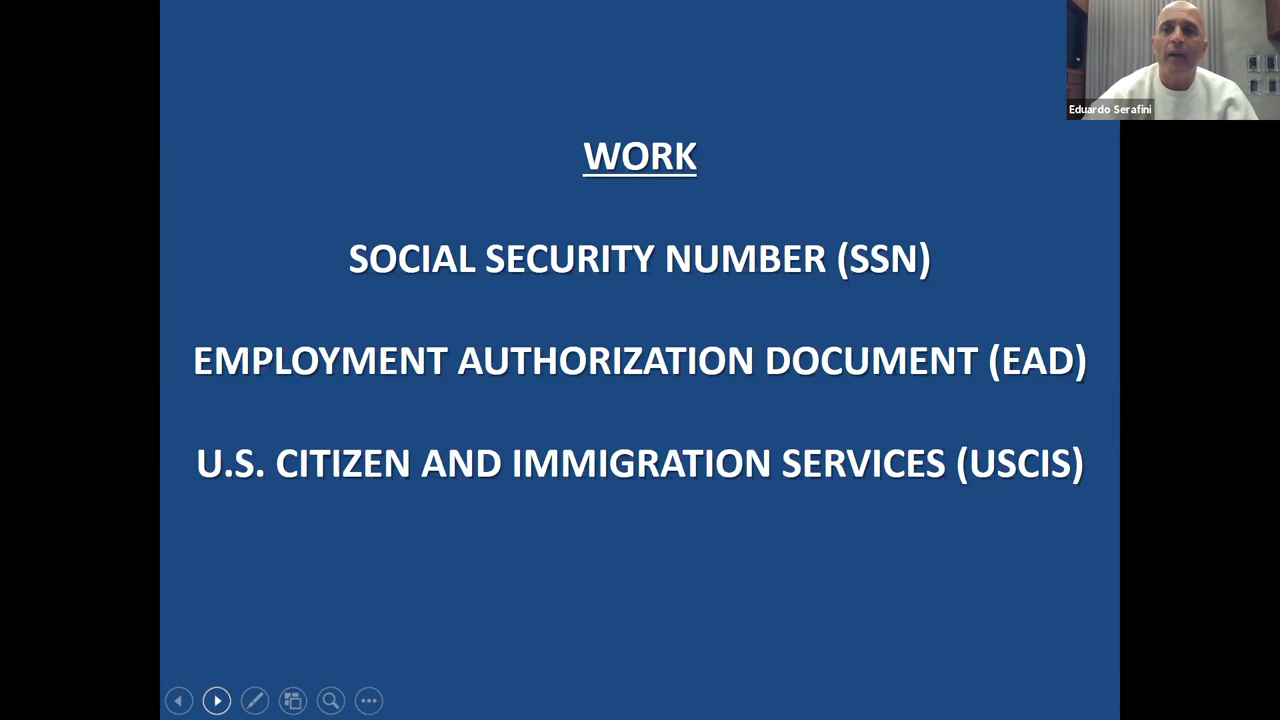 Eduardo Serafini
WORK
SOCIAL SECURITY NUMBER (SSN)
EMPLOYMENT AUTHORIZATION DOCUMENT (EAD)
U.S. CITIZEN AND IMMIGRATION SERVICES (USCIS)